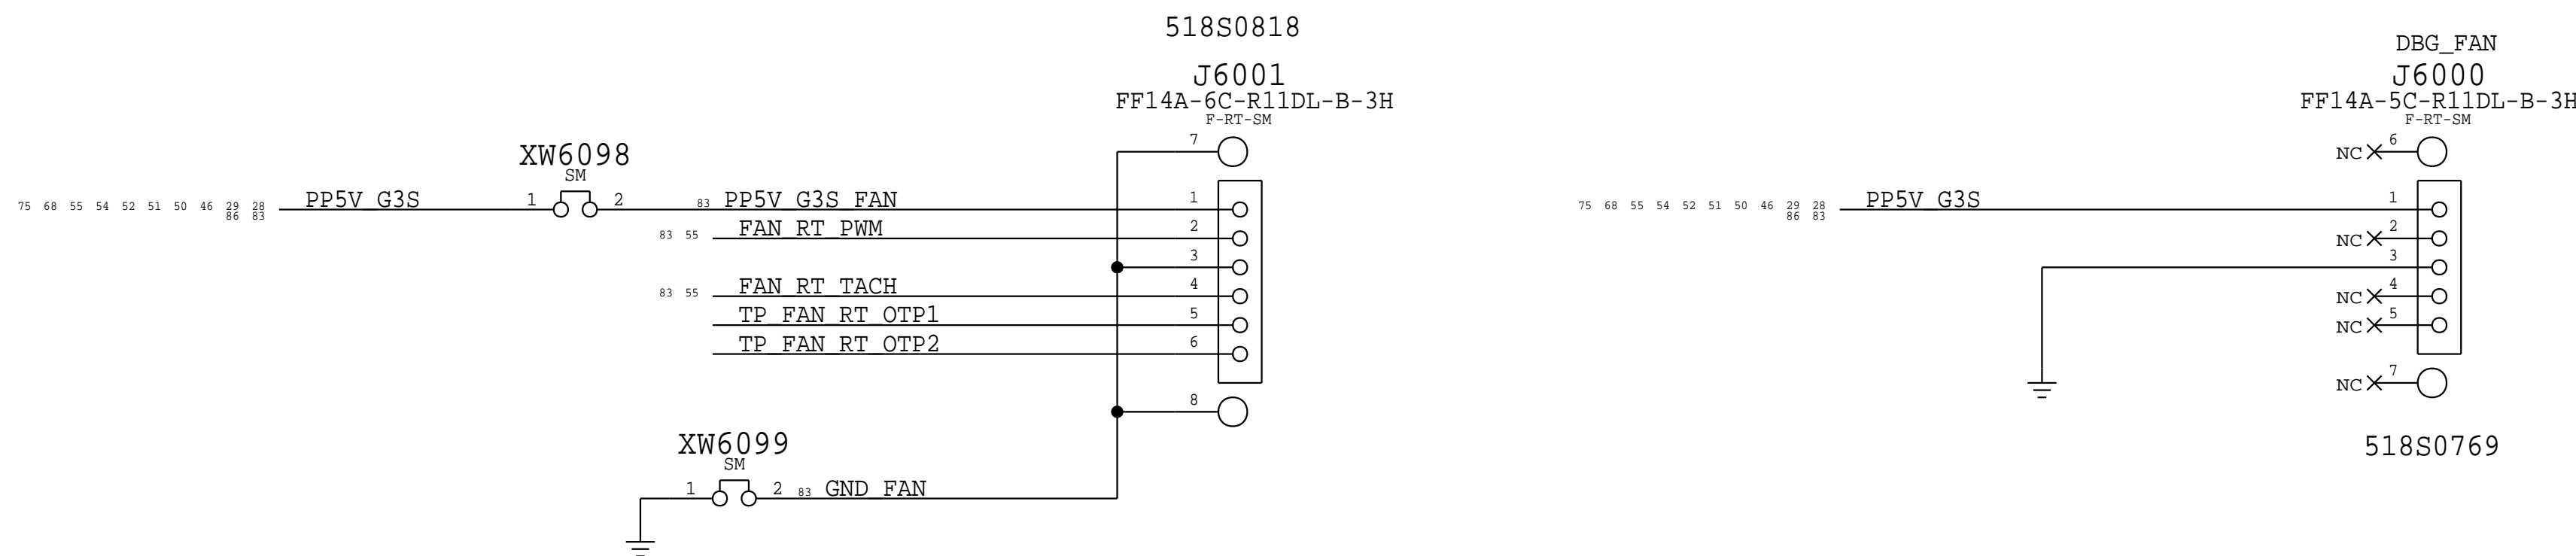 518S0818
J6001
FF14A-6C-R11DL-B-3H
F-RT-SM
7
XW6098
SM
75 68 55 54 52 51 50 46 29 28
86 83
PP5V_G3S
1
2
83 PP5V_G3S_FAN
1
83 55
FAN_RT_PWM
2
3
83 55
FAN_RT_TACH
4
TP_FAN_RT_OTP1
5
TP_FAN_RT_OTP2
6
8
XW6099
SM
1
2
83 GND_FAN
DBG_FAN
J6000
FF14A-5C-R11DL-B-3H
F-RT-SM
NC 6
75 68 55 54 52 51 50 46 29 28
86 83
PP5V_G3S
1
NC 2
3
NC 4
NC 5
NC 7
518S0769